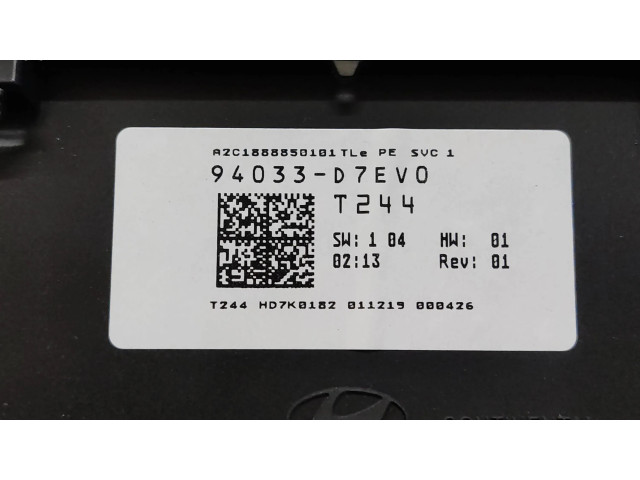 A2C1888850101TLe PE SVC 1
94033-D7EV0
T244
SW: 1 04 HW: 01
02:13 Rev: 01
T244 HD7K0182 011219 000426